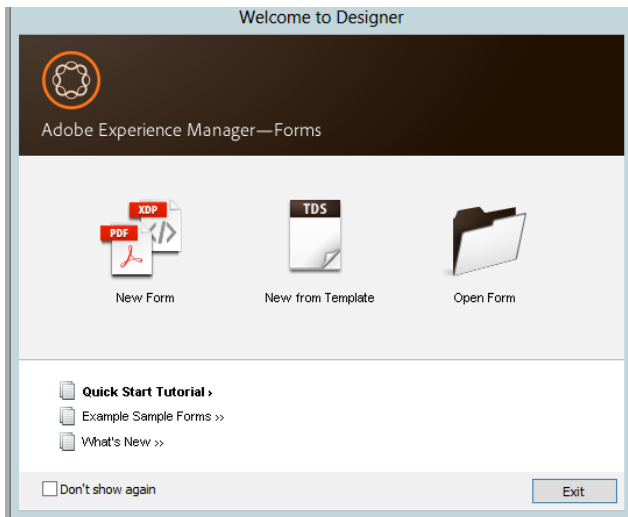 Welcome to Designer
Adobe Experience Manager—Forms
XDP
PDF
TDS
New Form
New from Template
Open Form
Quick Start Tutorial ›
Example Sample Forms ››
What's New ››
Don't show again
Exit